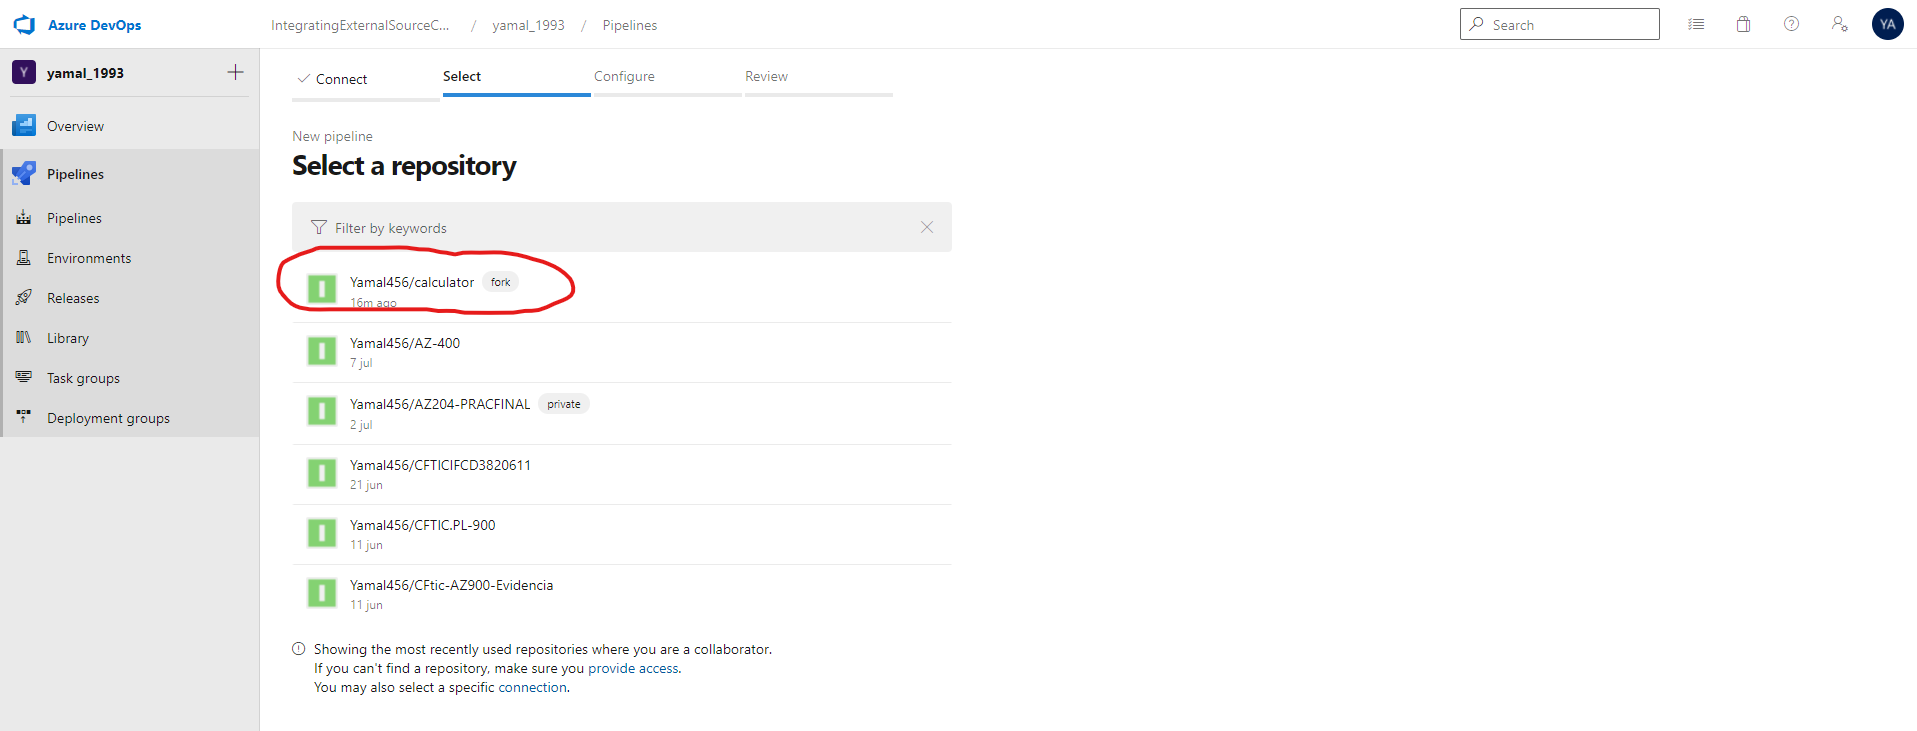 Azure DevOps
IntegratingExternalSourceC... / yamal_1993 / Pipelines
Search
YA
Y yamal_1993
Overview
Pipelines
Pipelines
Environments
Releases
Library
Task groups
Deployment groups
Connect
Select
Configure
Review
New pipeline
Select a repository
Filter by keywords
Yamal456/calculator fork
16m ago
Yamal456/AZ-400
7 jul
Yamal456/AZ204-PRACFINAL private
2 jul
Yamal456/CFTICIFCD3820611
21 jun
Yamal456/CFTIC.PL-900
11 jun
Yamal456/CFtic-AZ900-Evidencia
11 jun
Showing the most recently used repositories where you are a collaborator.
If you can't find a repository, make sure you provide access.
You may also select a specific connection.